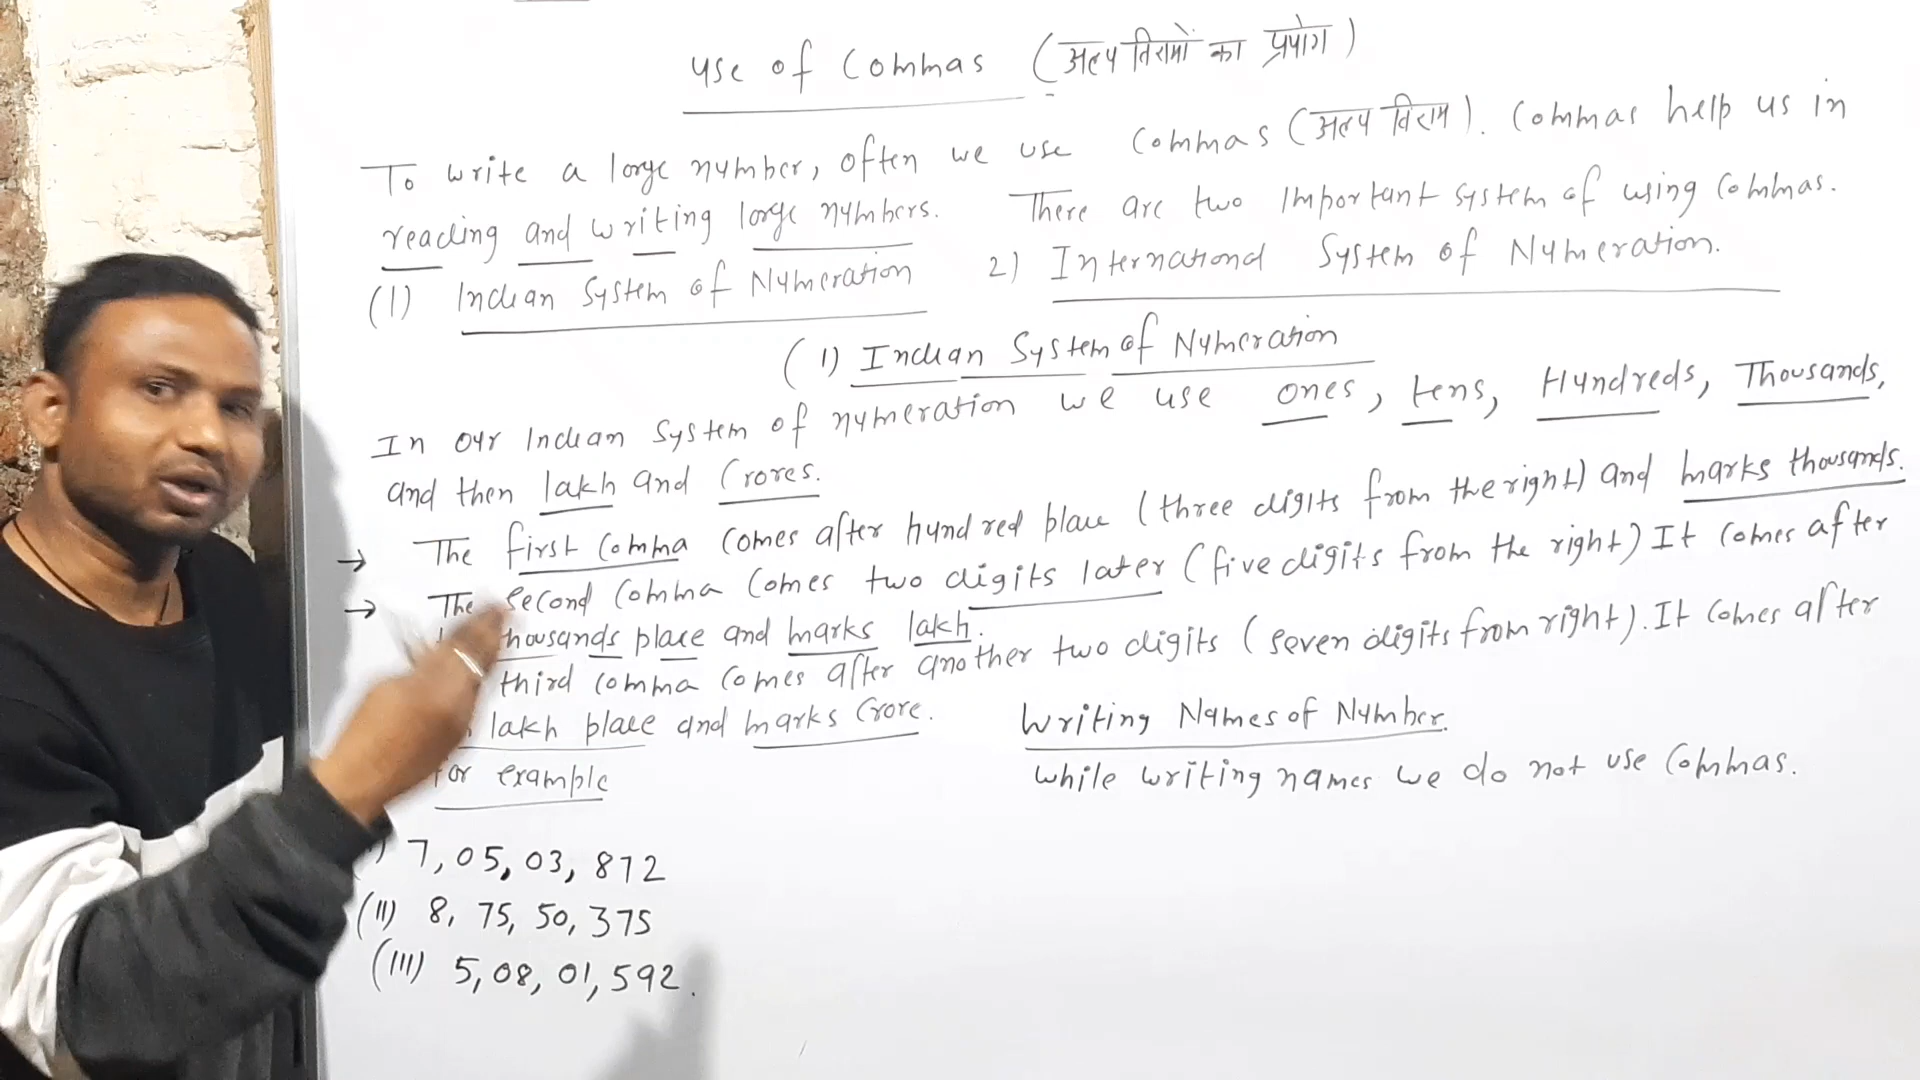 Use of Commas (अल्प विरामों का प्रयोग)
To write a large number, often we use Commas (अल्प विराम). Commas help us in
reading and writing large numbers. There are two Important system of using Commas.
(1) Indian System of Numeration 2) International System of Numeration.
(1) Indian System of Numeration
In our Indian System of numeration we use ones, tens, Hundreds, Thousands,
and then lakh and Crores.
→ The first comma comes after hundred place (three digits from the right) and marks thousands.
→ The second comma comes two digits later (five digits from the right) It comes after
thousands place and marks lakh.
third comma comes after another two digits (seven digits from right). It comes after
lakh place and marks Crore.
Writing Names of Number.
for example
while writing names we do not use Commas.
7, 05, 03, 872
(II) 8, 75, 50, 375
(III) 5, 08, 01, 592.